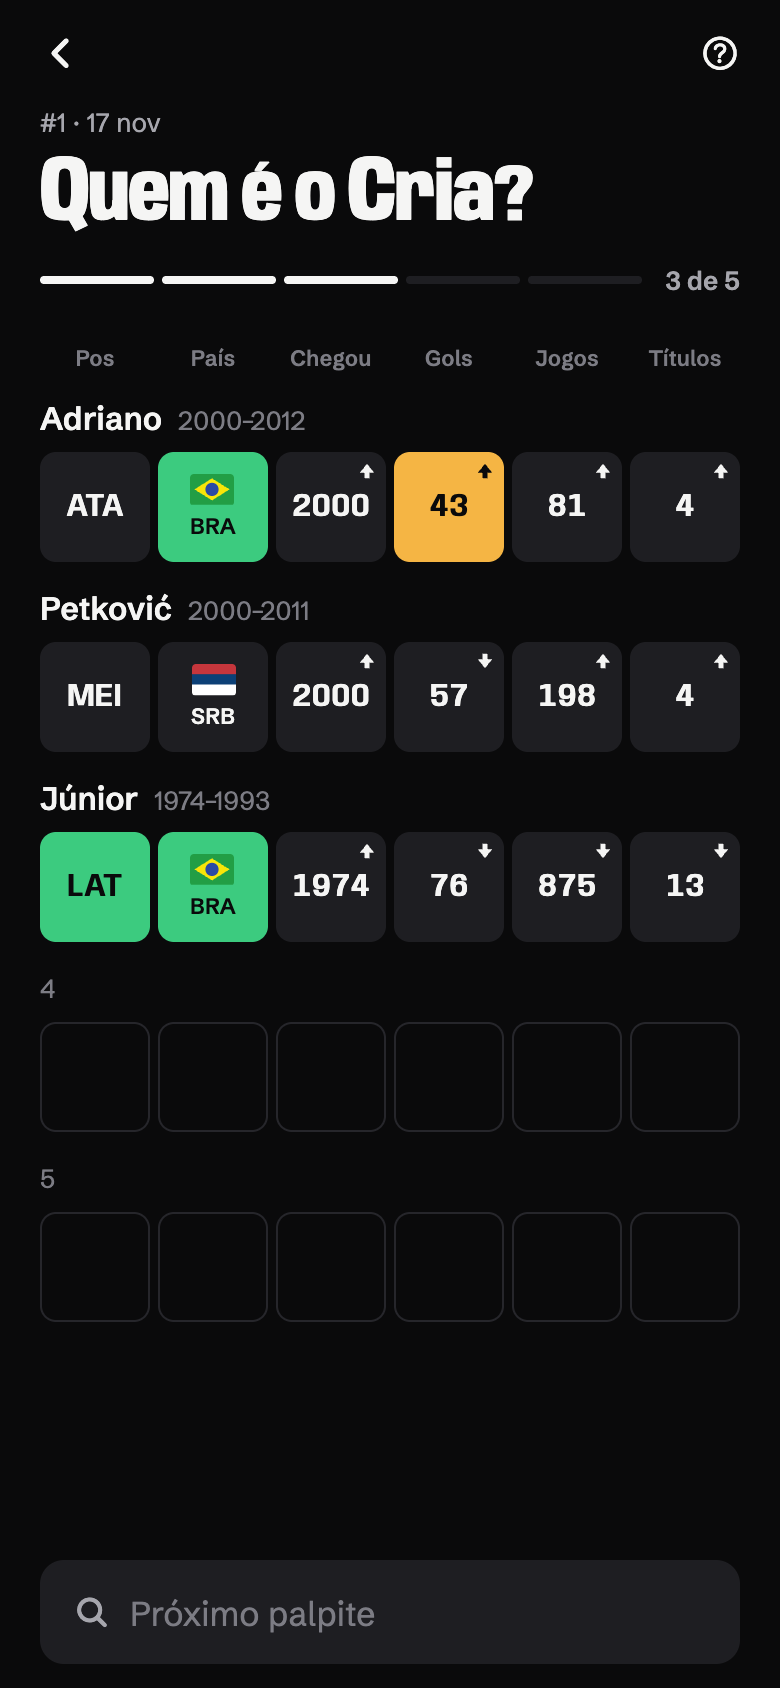 #1 · 17 nov
Quem é o Cria?
3 de 5
Pos País Chegou Gols Jogos Títulos
Adriano 2000–2012
ATA BRA 2000 43 81 4
Petković 2000–2011
MEI SRB 2000 57 198 4
Júnior 1974–1993
LAT BRA 1974 76 875 13
4
5
Próximo palpite